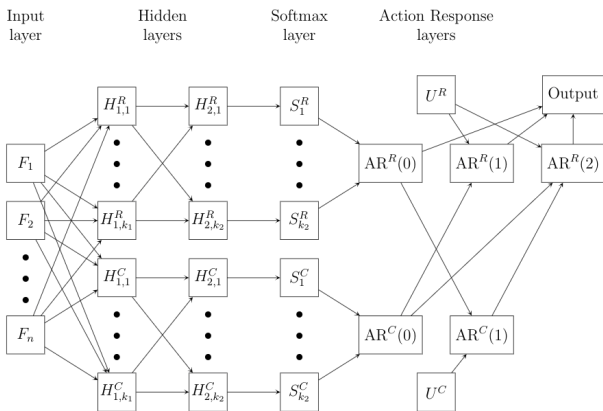 Input layer
Hidden layers
Softmax layer
Action Response layers
H^R_{1,1}
H^R_{2,1}
S^R_1
U^R
Output
F_1
AR^R(0)
AR^R(1)
AR^R(2)
F_2
H^R_{1,k_1}
H^R_{2,k_2}
S^R_{k_2}
H^C_{1,1}
H^C_{2,1}
S^C_1
F_n
AR^C(0)
AR^C(1)
H^C_{1,k_1}
H^C_{2,k_2}
S^C_{k_2}
U^C